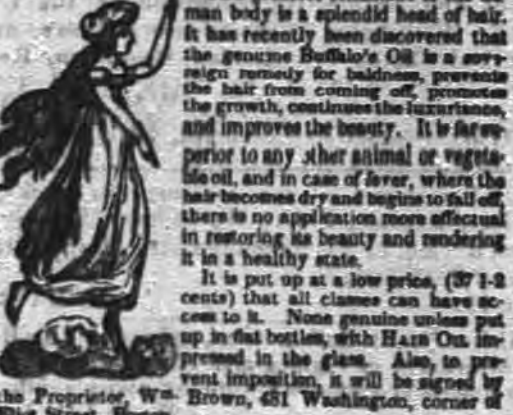 man body is a splendid head of hair.
It has recently been discovered that
the genuine Buffalo's Oil is a sove-
reign remedy for baldness, prevents
the hair from coming off, promotes
the growth, continues the luxuriance,
and improves the beauty. It is far su-
perior to any other animal or vegeta-
ble oil, and in case of fever, where the
hair becomes dry and begins to fall off,
there is no application more effectual
in restoring its beauty and rendering
it in a healthy state.
It is put up at a low price, (37 1-2
cents) that all classes can have ac-
cess to it. None genuine unless put
up in flat bottles, with HAIR OIL im-
pressed in the glass. Also, to pre-
vent imposition, it will be signed by
the Proprietor, Wm. Brown, 481 Washington, corner of
Street,